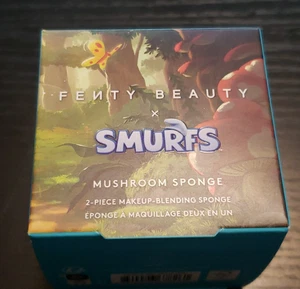 FENTY BEAUTY
×
SMURFS
MUSHROOM SPONGE
2-PIECE MAKEUP-BLENDING SPONGE
ÉPONGE À MAQUILLAGE DEUX EN UN